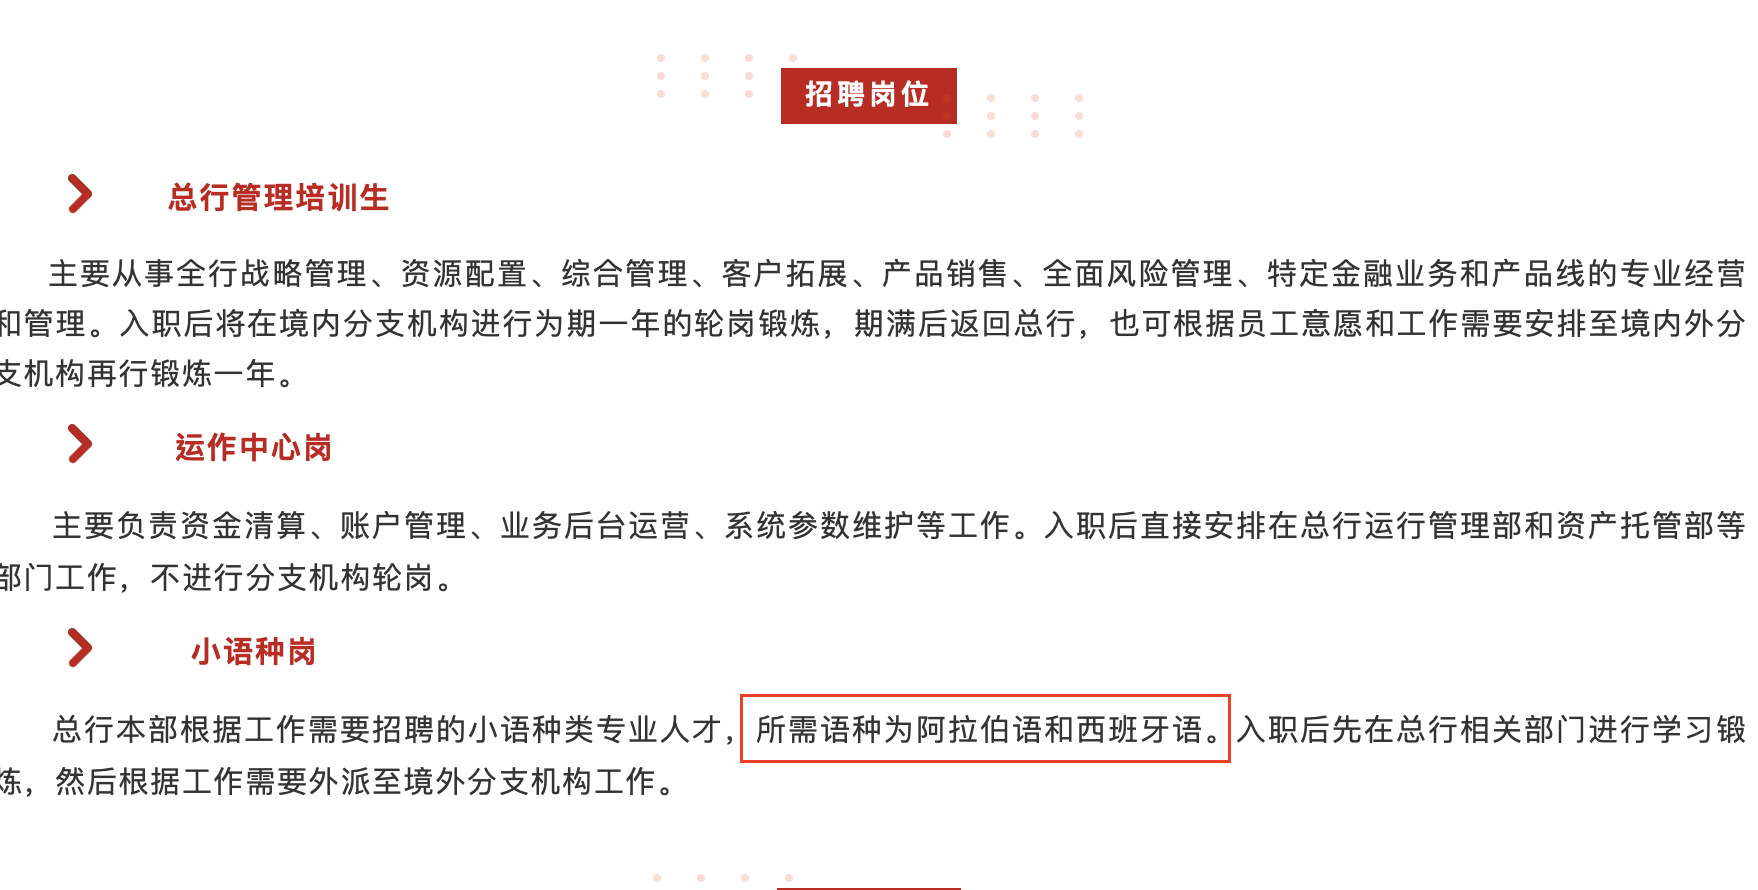 招聘岗位
总行管理培训生
主要从事全行战略管理、资源配置、综合管理、客户拓展、产品销售、全面风险管理、特定金融业务和产品线的专业经营
和管理。入职后将在境内分支机构进行为期一年的轮岗锻炼，期满后返回总行，也可根据员工意愿和工作需要安排至境内外分
支机构再行锻炼一年。
运作中心岗
主要负责资金清算、账户管理、业务后台运营、系统参数维护等工作。入职后直接安排在总行运行管理部和资产托管部等
部门工作，不进行分支机构轮岗。
小语种岗
总行本部根据工作需要招聘的小语种类专业人才，所需语种为阿拉伯语和西班牙语。入职后先在总行相关部门进行学习锻
炼，然后根据工作需要外派至境外分支机构工作。